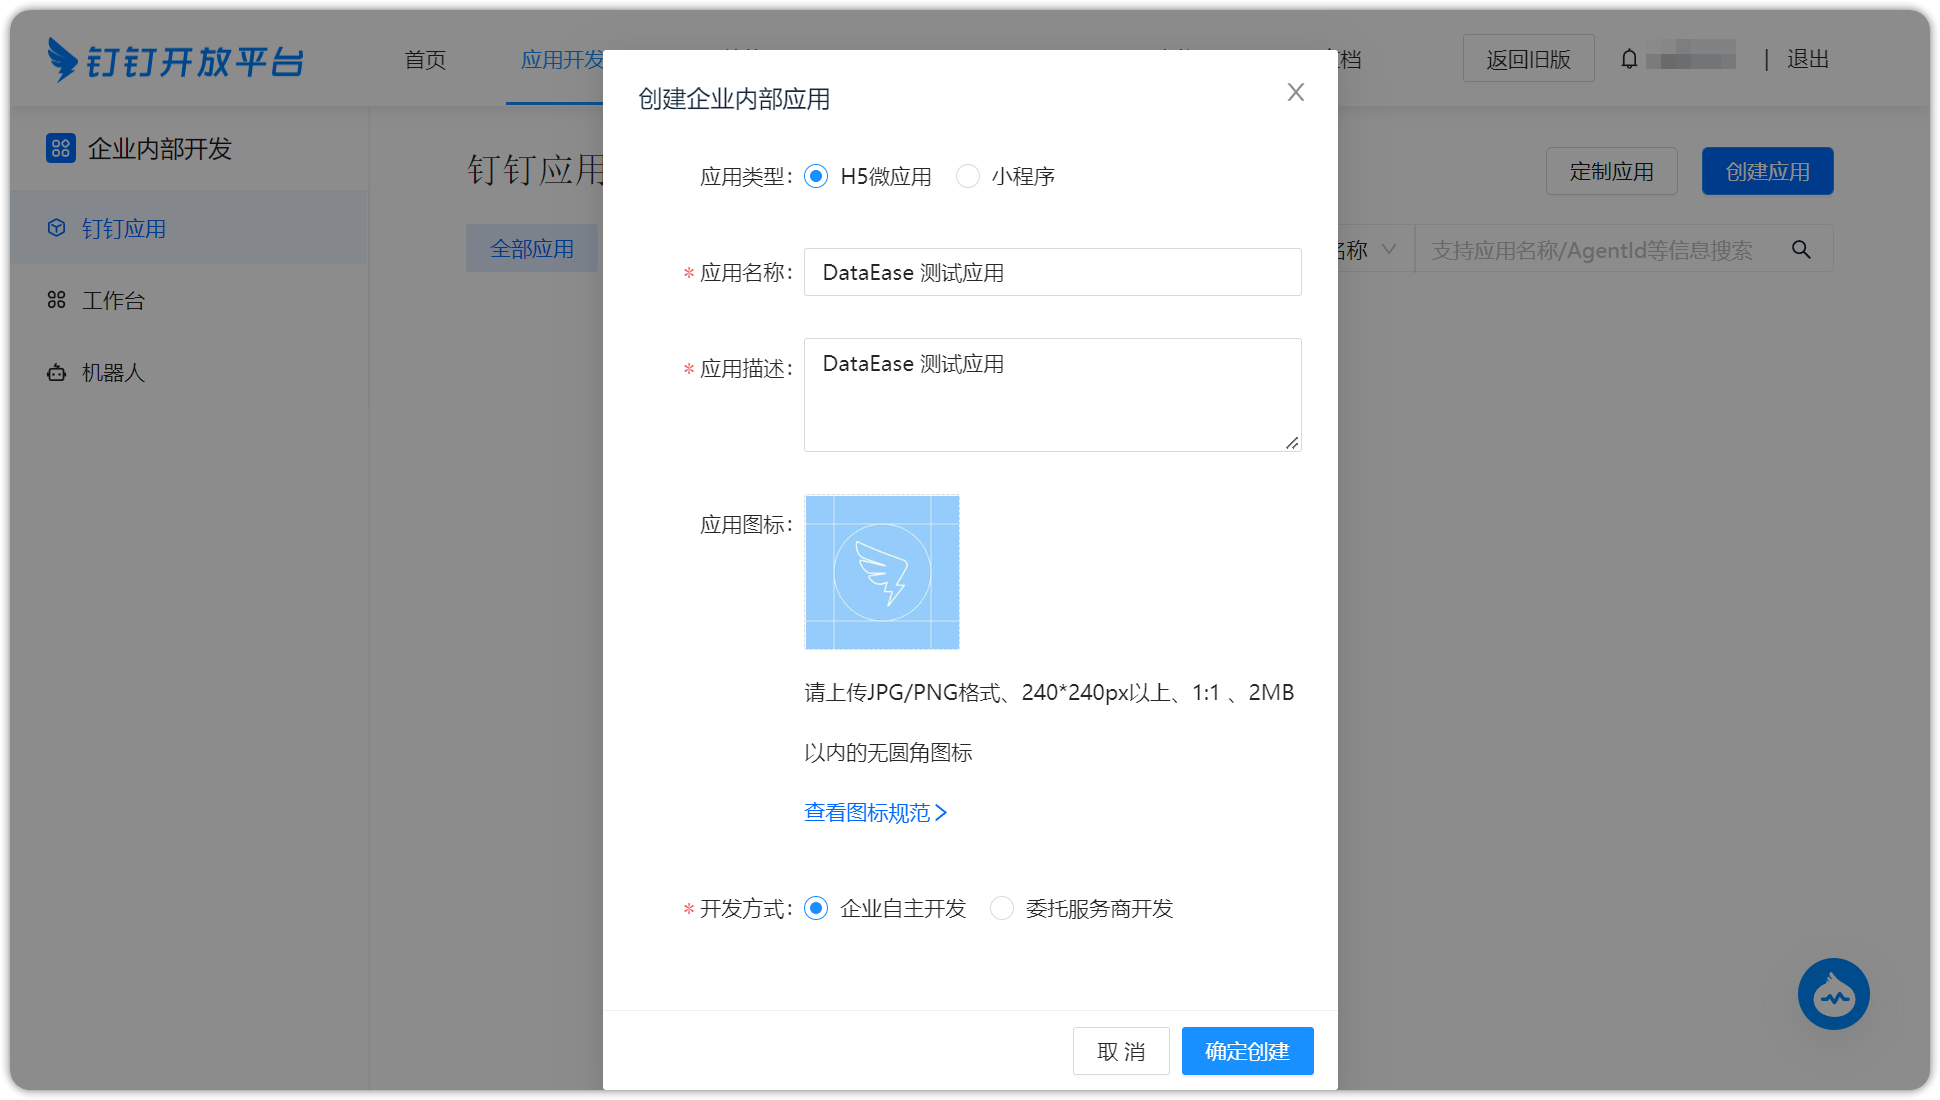 钉钉开放平台
首页
应用开发
档
返回旧版
退出
企业内部开发
钉钉应用
工作台
机器人
钉钉应用
定制应用
创建应用
全部应用
名称
支持应用名称/AgentId等信息搜索
创建企业内部应用
应用类型:
H5微应用
小程序
* 应用名称:
DataEase 测试应用
* 应用描述:
DataEase 测试应用
应用图标:
请上传JPG/PNG格式、240*240px以上、1:1 、2MB
以内的无圆角图标
查看图标规范
* 开发方式:
企业自主开发
委托服务商开发
取 消
确定创建